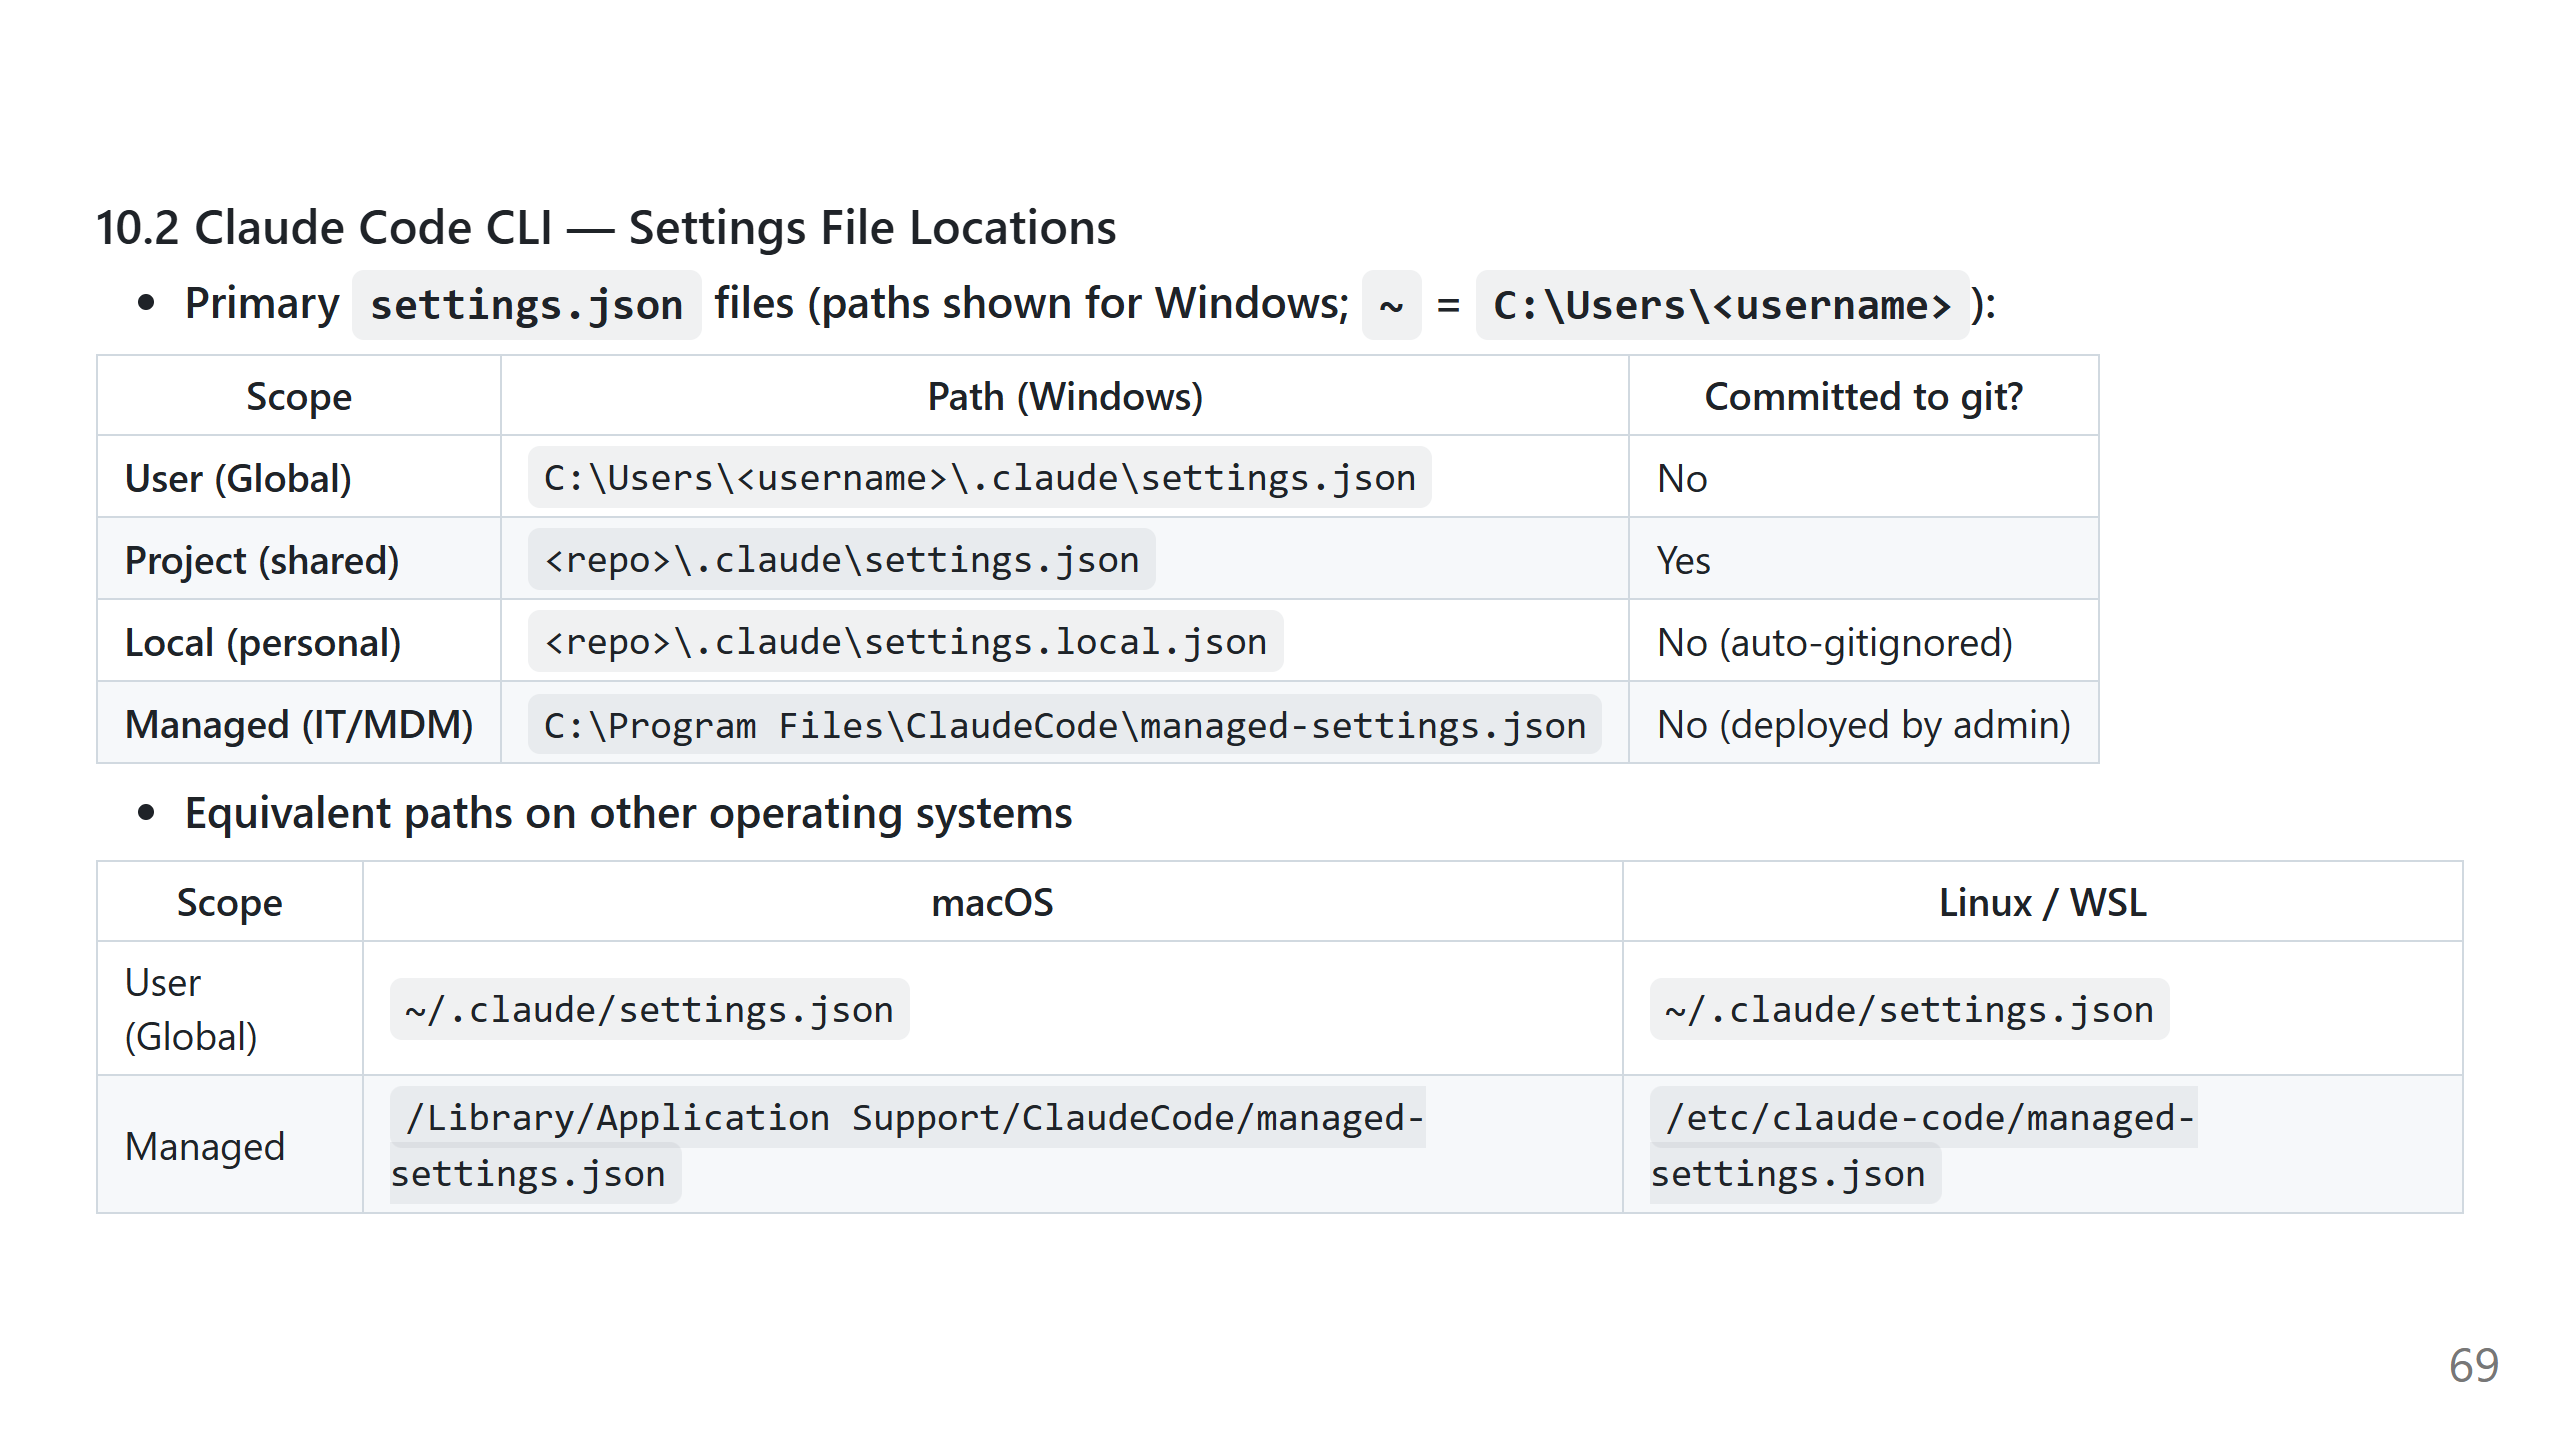 10.2 Claude Code CLI — Settings File Locations
• Primary settings.json files (paths shown for Windows; ~ = C:\Users\<username>):
Scope Path (Windows) Committed to git?
User (Global) C:\Users\<username>\.claude\settings.json No
Project (shared) <repo>\.claude\settings.json Yes
Local (personal) <repo>\.claude\settings.local.json No (auto-gitignored)
Managed (IT/MDM) C:\Program Files\ClaudeCode\managed-settings.json No (deployed by admin)
• Equivalent paths on other operating systems
Scope macOS Linux / WSL
User
(Global)
~/.claude/settings.json ~/.claude/settings.json
Managed
/Library/Application Support/ClaudeCode/managed-
settings.json
/etc/claude-code/managed-
settings.json
69